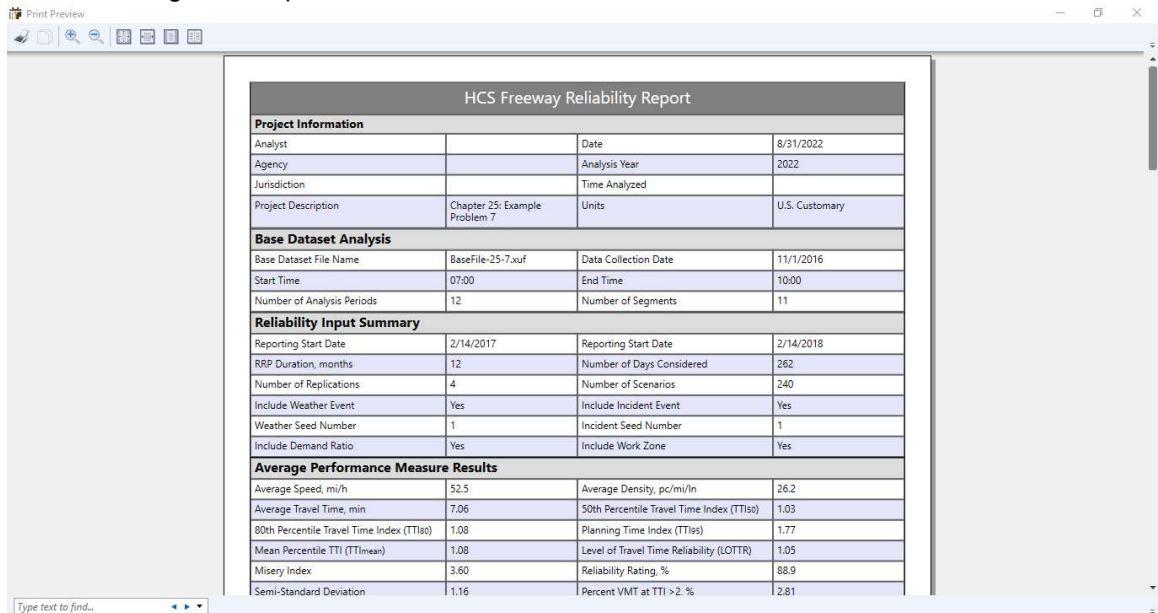 Print Preview
HCS Freeway Reliability Report
Project Information
Analyst Date 8/31/2022
Agency Analysis Year 2022
Jurisdiction Time Analyzed
Project Description Chapter 25: Example Problem 7 Units U.S. Customary
Base Dataset Analysis
Base Dataset File Name BaseFile-25-7.xuf Data Collection Date 11/1/2016
Start Time 07:00 End Time 10:00
Number of Analysis Periods 12 Number of Segments 11
Reliability Input Summary
Reporting Start Date 2/14/2017 Reporting Start Date 2/14/2018
RRP Duration, months 12 Number of Days Considered 262
Number of Replications 4 Number of Scenarios 240
Include Weather Event Yes Include Incident Event Yes
Weather Seed Number 1 Incident Seed Number 1
Include Demand Ratio Yes Include Work Zone Yes
Average Performance Measure Results
Average Speed, mi/h 52.5 Average Density, pc/mi/ln 26.2
Average Travel Time, min 7.06 50th Percentile Travel Time Index (TTI50) 1.03
80th Percentile Travel Time Index (TTI80) 1.08 Planning Time Index (TTI95) 1.77
Mean Percentile TTI (TTImean) 1.08 Level of Travel Time Reliability (LOTTR) 1.05
Misery Index 3.60 Reliability Rating, % 88.9
Semi-Standard Deviation 1.16 Percent VMT at TTI >2, % 2.81
Type text to find...